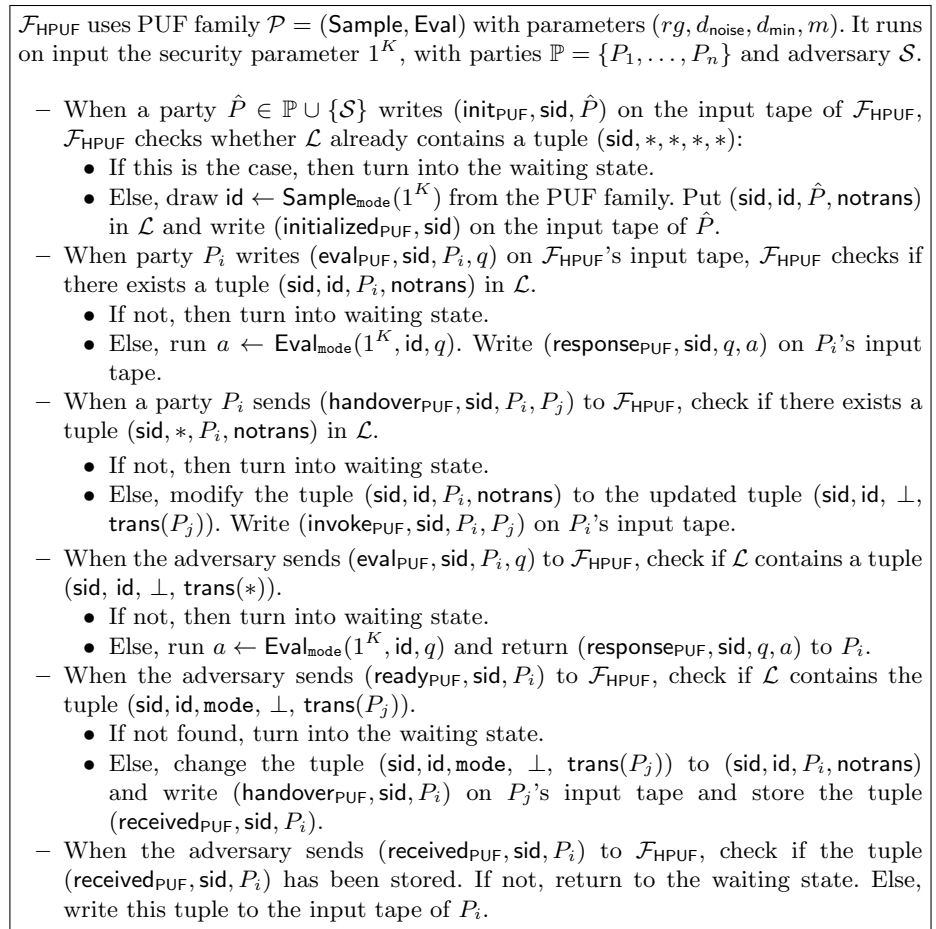 𝓕_HPUF uses PUF family 𝒫 = (Sample, Eval) with parameters (rg, d_noise, d_min, m). It runs
on input the security parameter 1^K, with parties ℙ = {P_1, . . . , P_n} and adversary 𝒮.
– When a party P̂ ∈ ℙ ∪ {𝒮} writes (init_PUF, sid, P̂) on the input tape of 𝓕_HPUF,
𝓕_HPUF checks whether ℒ already contains a tuple (sid, ∗, ∗, ∗, ∗):
• If this is the case, then turn into the waiting state.
• Else, draw id ← Sample_mode(1^K) from the PUF family. Put (sid, id, P̂, notrans)
in ℒ and write (initialized_PUF, sid) on the input tape of P̂.
– When party P_i writes (eval_PUF, sid, P_i, q) on 𝓕_HPUF's input tape, 𝓕_HPUF checks if
there exists a tuple (sid, id, P_i, notrans) in ℒ.
• If not, then turn into waiting state.
• Else, run a ← Eval_mode(1^K, id, q). Write (response_PUF, sid, q, a) on P_i's input
tape.
– When a party P_i sends (handover_PUF, sid, P_i, P_j) to 𝓕_HPUF, check if there exists a
tuple (sid, ∗, P_i, notrans) in ℒ.
• If not, then turn into waiting state.
• Else, modify the tuple (sid, id, P_i, notrans) to the updated tuple (sid, id, ⊥,
trans(P_j)). Write (invoke_PUF, sid, P_i, P_j) on P_i's input tape.
– When the adversary sends (eval_PUF, sid, P_i, q) to 𝓕_HPUF, check if ℒ contains a tuple
(sid, id, ⊥, trans(∗)).
• If not, then turn into waiting state.
• Else, run a ← Eval_mode(1^K, id, q) and return (response_PUF, sid, q, a) to P_i.
– When the adversary sends (ready_PUF, sid, P_i) to 𝓕_HPUF, check if ℒ contains the
tuple (sid, id, mode, ⊥, trans(P_j)).
• If not found, turn into the waiting state.
• Else, change the tuple (sid, id, mode, ⊥, trans(P_j)) to (sid, id, P_i, notrans)
and write (handover_PUF, sid, P_i) on P_j's input tape and store the tuple
(received_PUF, sid, P_i).
– When the adversary sends (received_PUF, sid, P_i) to 𝓕_HPUF, check if the tuple
(received_PUF, sid, P_i) has been stored. If not, return to the waiting state. Else,
write this tuple to the input tape of P_i.